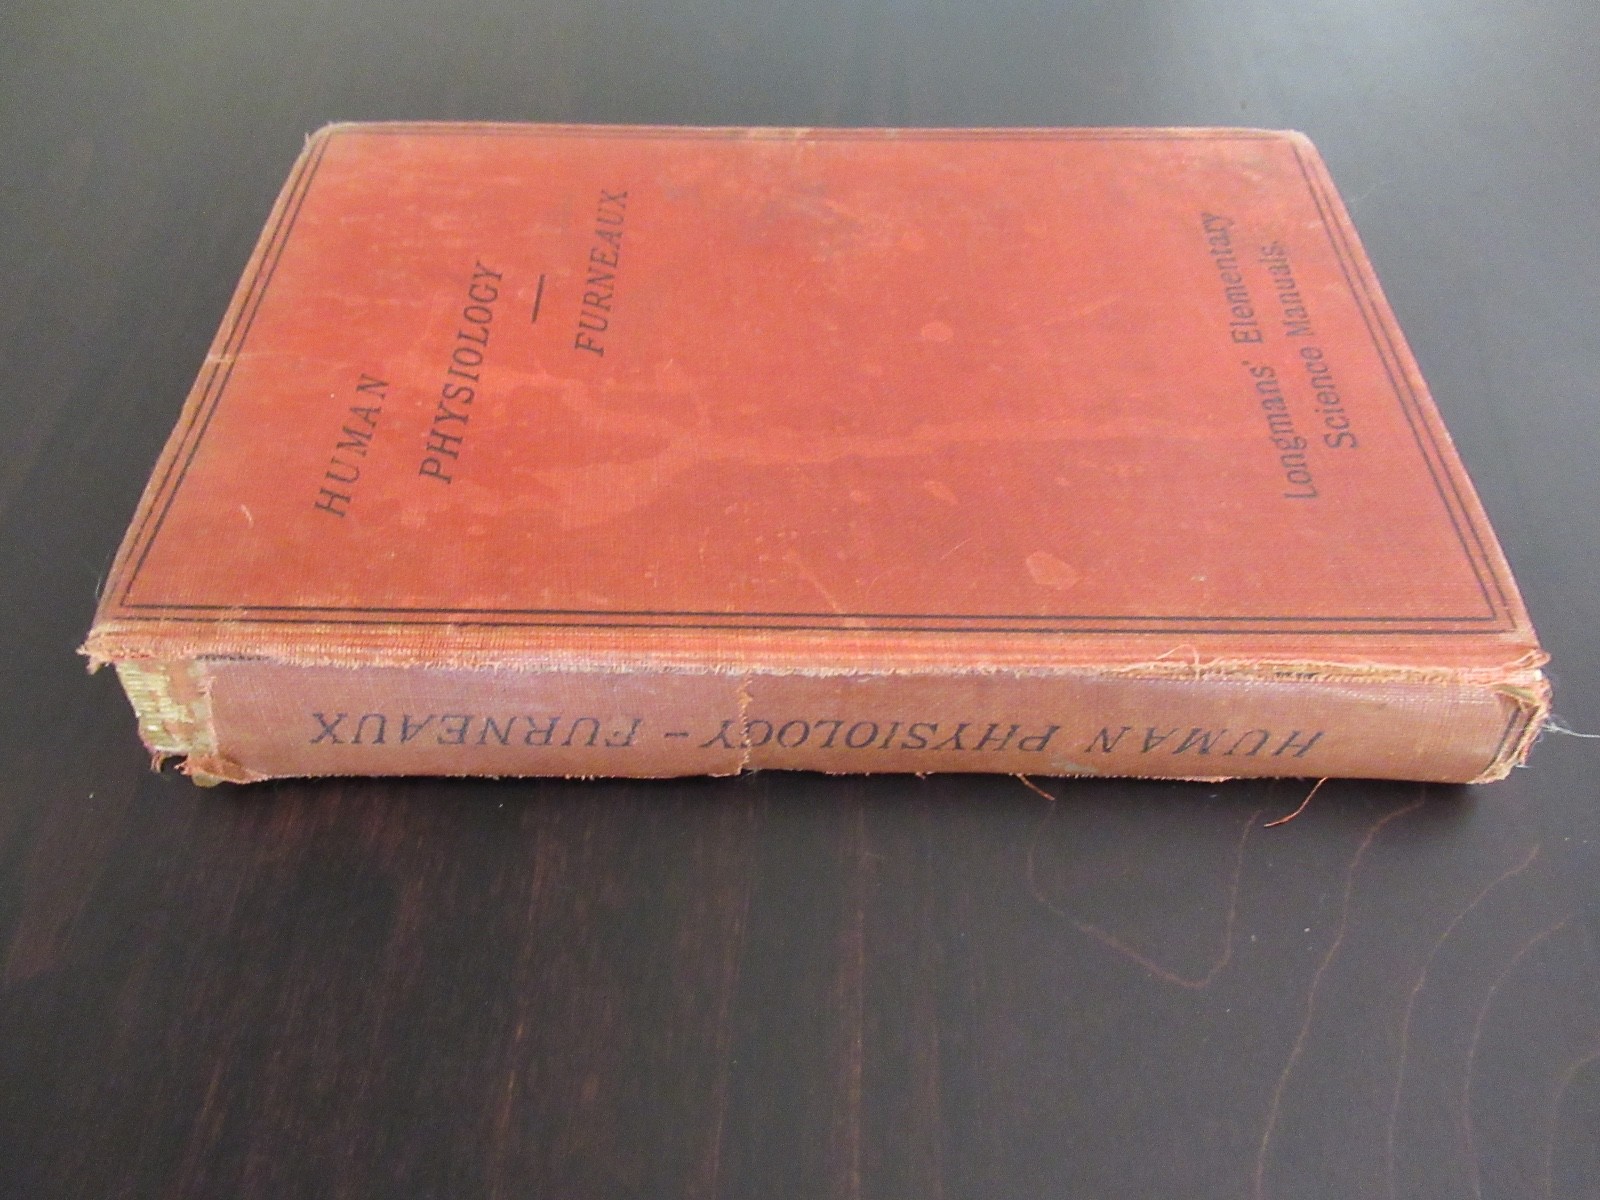 HUMAN
PHYSIOLOGY
—
FURNEAUX
Longmans' Elementary
Science Manuals.
HUMAN PHYSIOLOGY - FURNEAUX